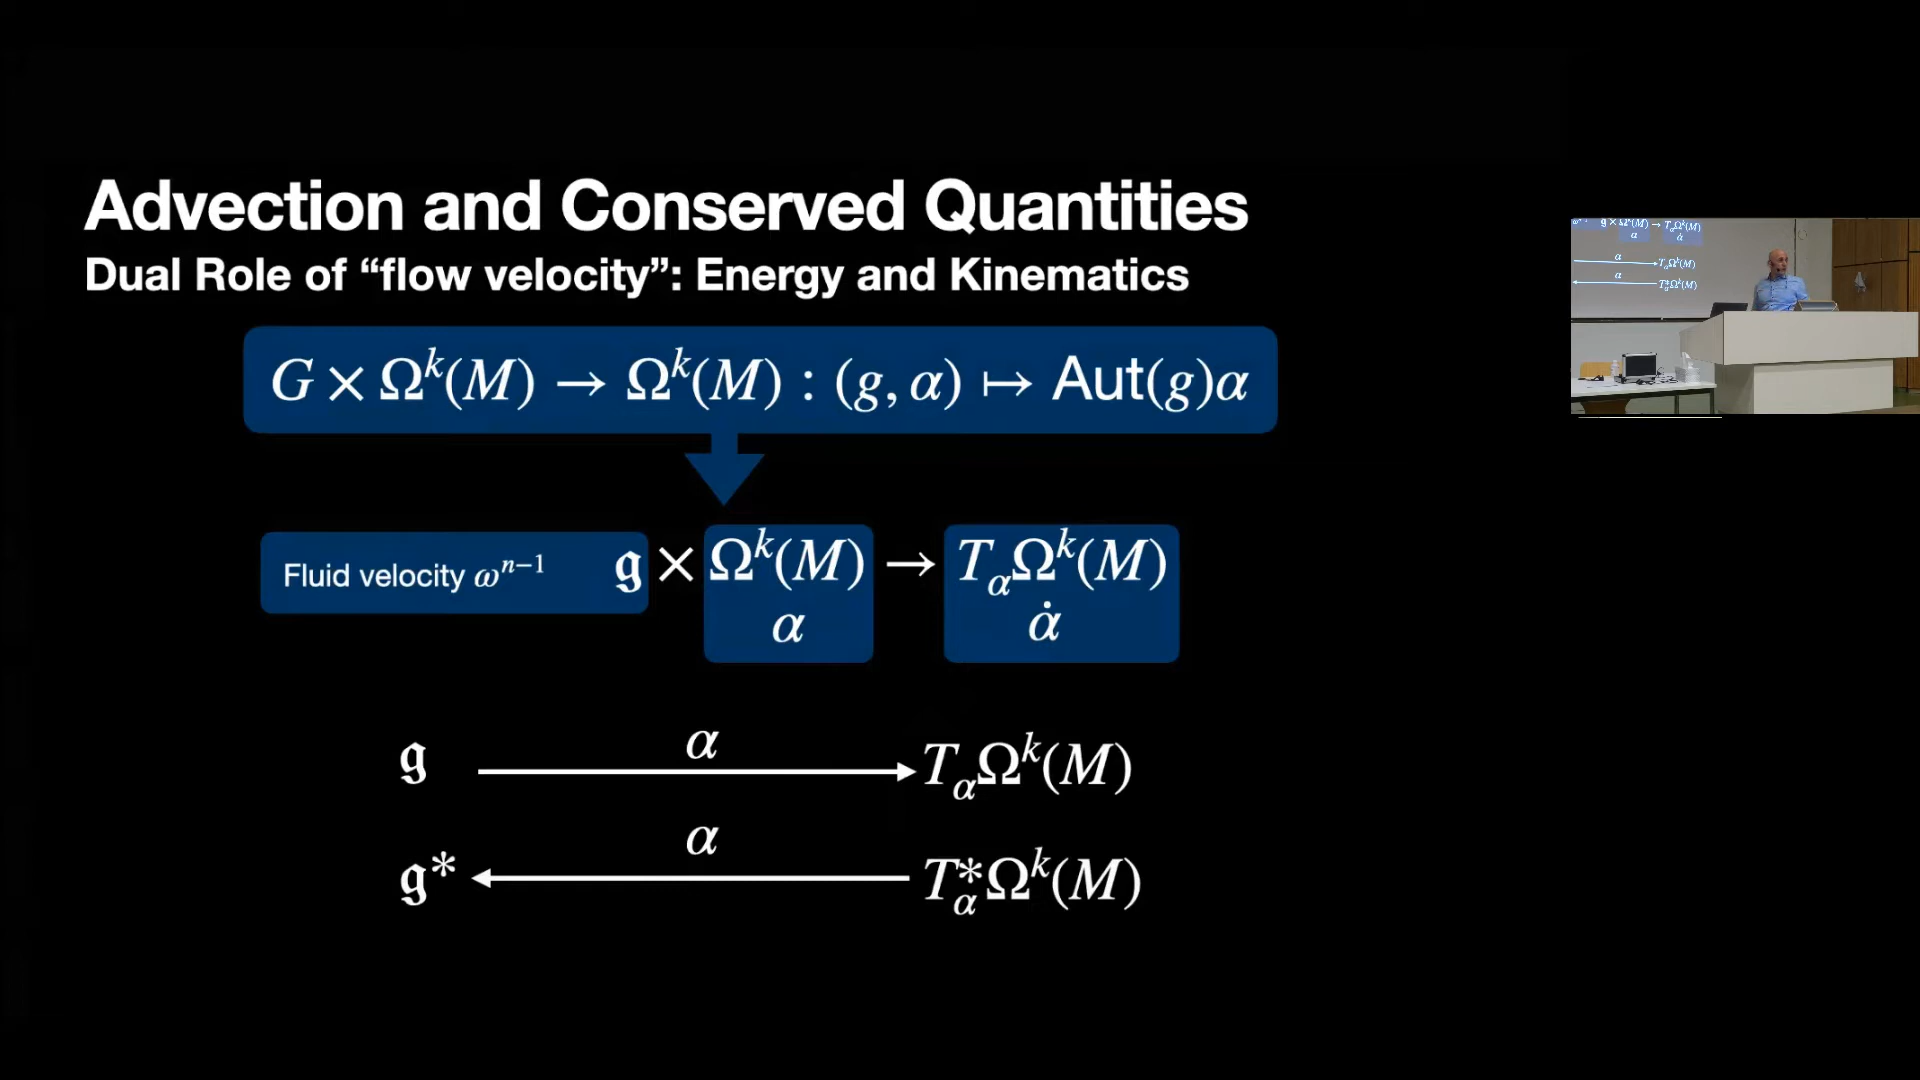 Advection and Conserved Quantities
Dual Role of “flow velocity”: Energy and Kinematics
G × Ωᵏ(M) → Ωᵏ(M) : (g, α) ↦ Aut(g)α
Fluid velocity ωⁿ⁻¹ 𝔤 × Ωᵏ(M) → T_αΩᵏ(M)
α α̇
α
𝔤 → T_αΩᵏ(M)
α
𝔤* ← T*_αΩᵏ(M)